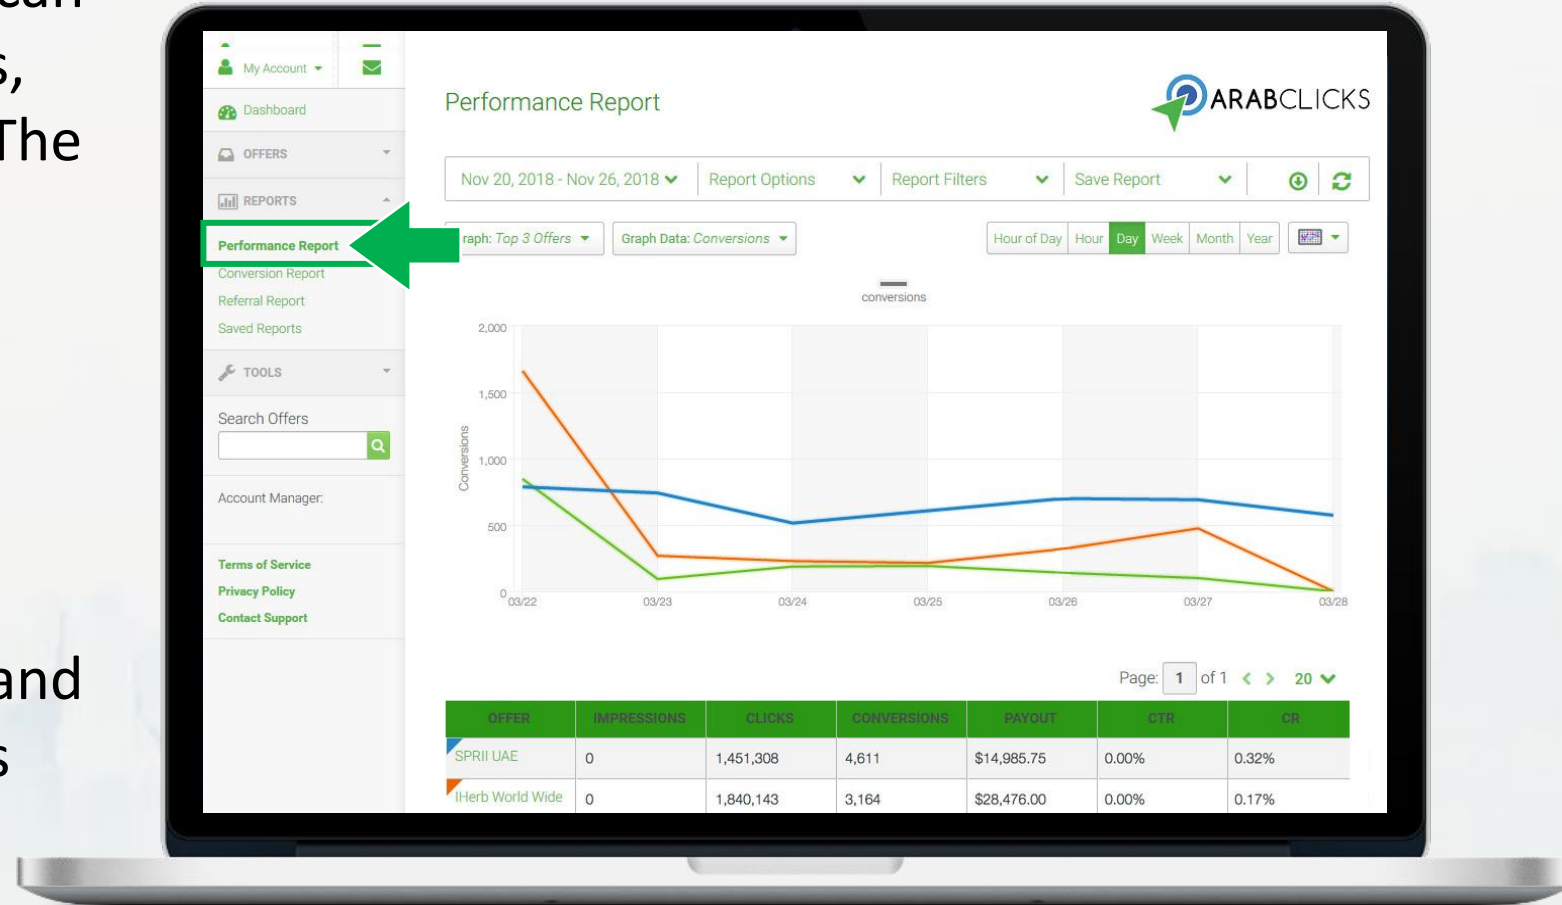 can
s,
The
and
s
My Account
Dashboard
OFFERS
REPORTS
Performance Report
Conversion Report
Referral Report
Saved Reports
TOOLS
Search Offers
Account Manager:
Terms of Service
Privacy Policy
Contact Support
Performance Report
ARABCLICKS
Nov 20, 2018 - Nov 26, 2018 Report Options Report Filters Save Report
raph: Top 3 Offers Graph Data: Conversions Hour of Day Hour Day Week Month Year
conversions
2,000
1,500
1,000
500
0
Conversions
03/22 03/23 03/24 03/25 03/26 03/27 03/28
Page: 1 of 1 < > 20
OFFER IMPRESSIONS CLICKS CONVERSIONS PAYOUT CTR CR
SPRII UAE 0 1,451,308 4,611 $14,985.75 0.00% 0.32%
IHerb World Wide 0 1,840,143 3,164 $28,476.00 0.00% 0.17%